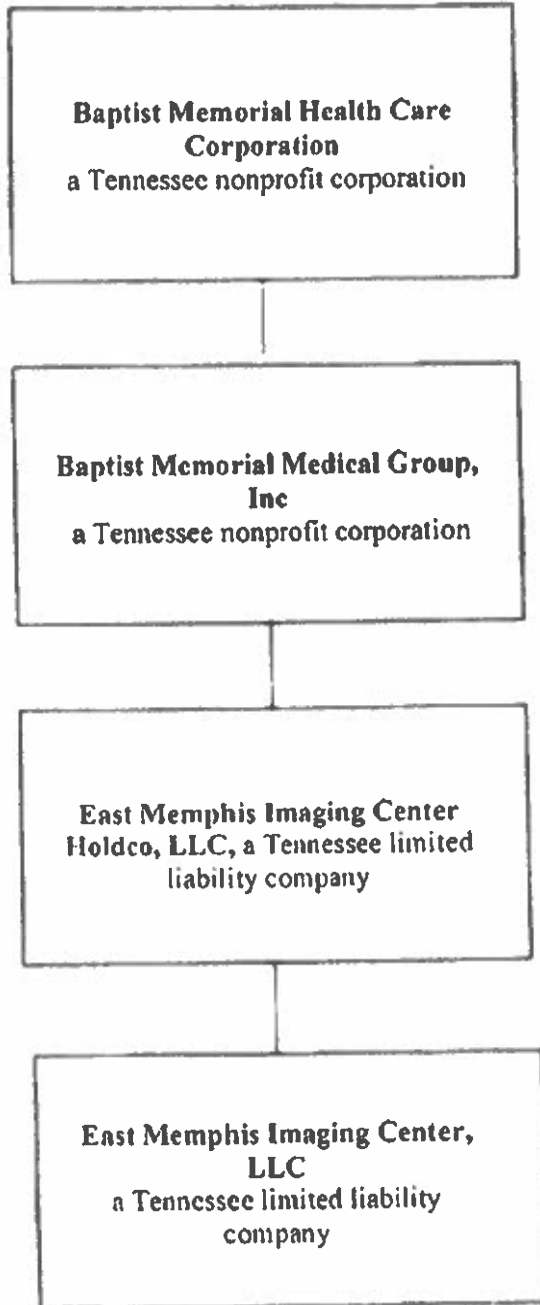 Baptist Memorial Health Care
Corporation
a Tennessee nonprofit corporation
Baptist Memorial Medical Group,
Inc
a Tennessee nonprofit corporation
East Memphis Imaging Center
Holdco, LLC, a Tennessee limited
liability company
East Memphis Imaging Center,
LLC
a Tennessee limited liability
company